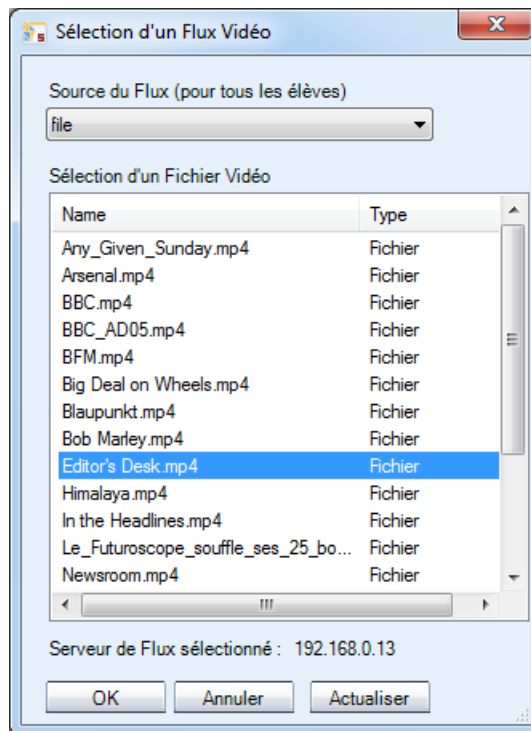 Sélection d'un Flux Vidéo
Source du Flux (pour tous les élèves)
file
Sélection d'un Fichier Vidéo
Name Type
Any_Given_Sunday.mp4 Fichier
Arsenal.mp4 Fichier
BBC.mp4 Fichier
BBC_AD05.mp4 Fichier
BFM.mp4 Fichier
Big Deal on Wheels.mp4 Fichier
Blaupunkt.mp4 Fichier
Bob Marley.mp4 Fichier
Editor's Desk.mp4 Fichier
Himalaya.mp4 Fichier
In the Headlines.mp4 Fichier
Le_Futuroscope_souffle_ses_25_bo... Fichier
Newsroom.mp4 Fichier
Serveur de Flux sélectionné : 192.168.0.13
OK Annuler Actualiser